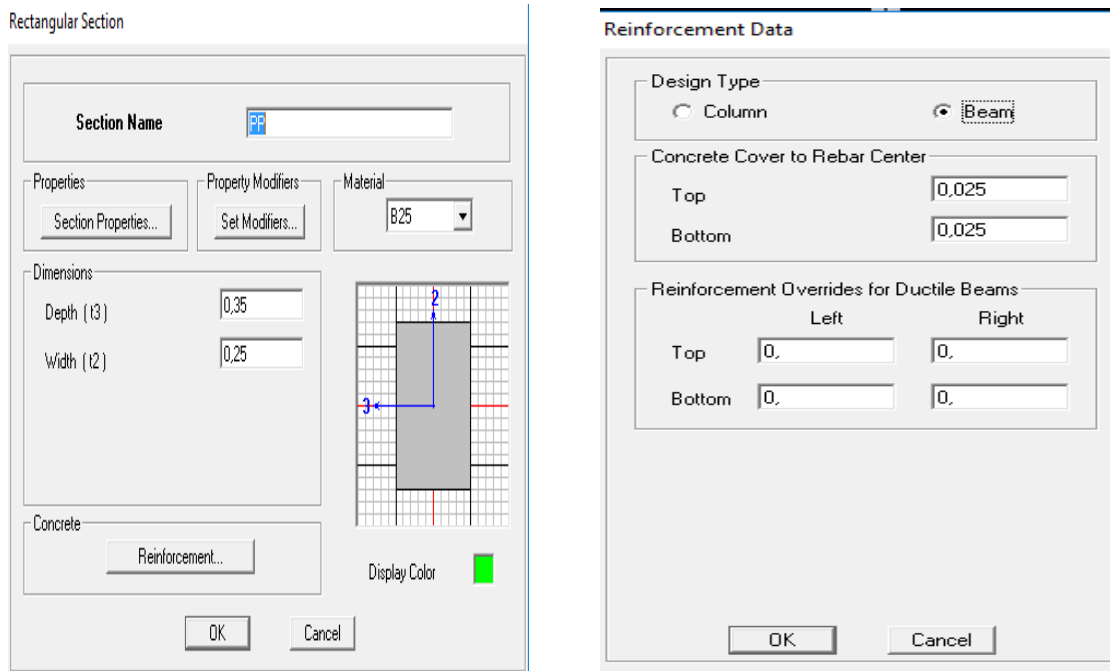 Rectangular Section
Section Name PP
Properties
Section Properties...
Property Modifiers
Set Modifiers...
Material
B25
Dimensions
Depth ( t3 ) 0,35
Width ( t2 ) 0,25
2
3
Concrete
Reinforcement...
Display Color
OK Cancel
Reinforcement Data
Design Type
Column Beam
Concrete Cover to Rebar Center
Top 0,025
Bottom 0,025
Reinforcement Overrides for Ductile Beams
Left Right
Top 0, 0,
Bottom 0, 0,
OK Cancel